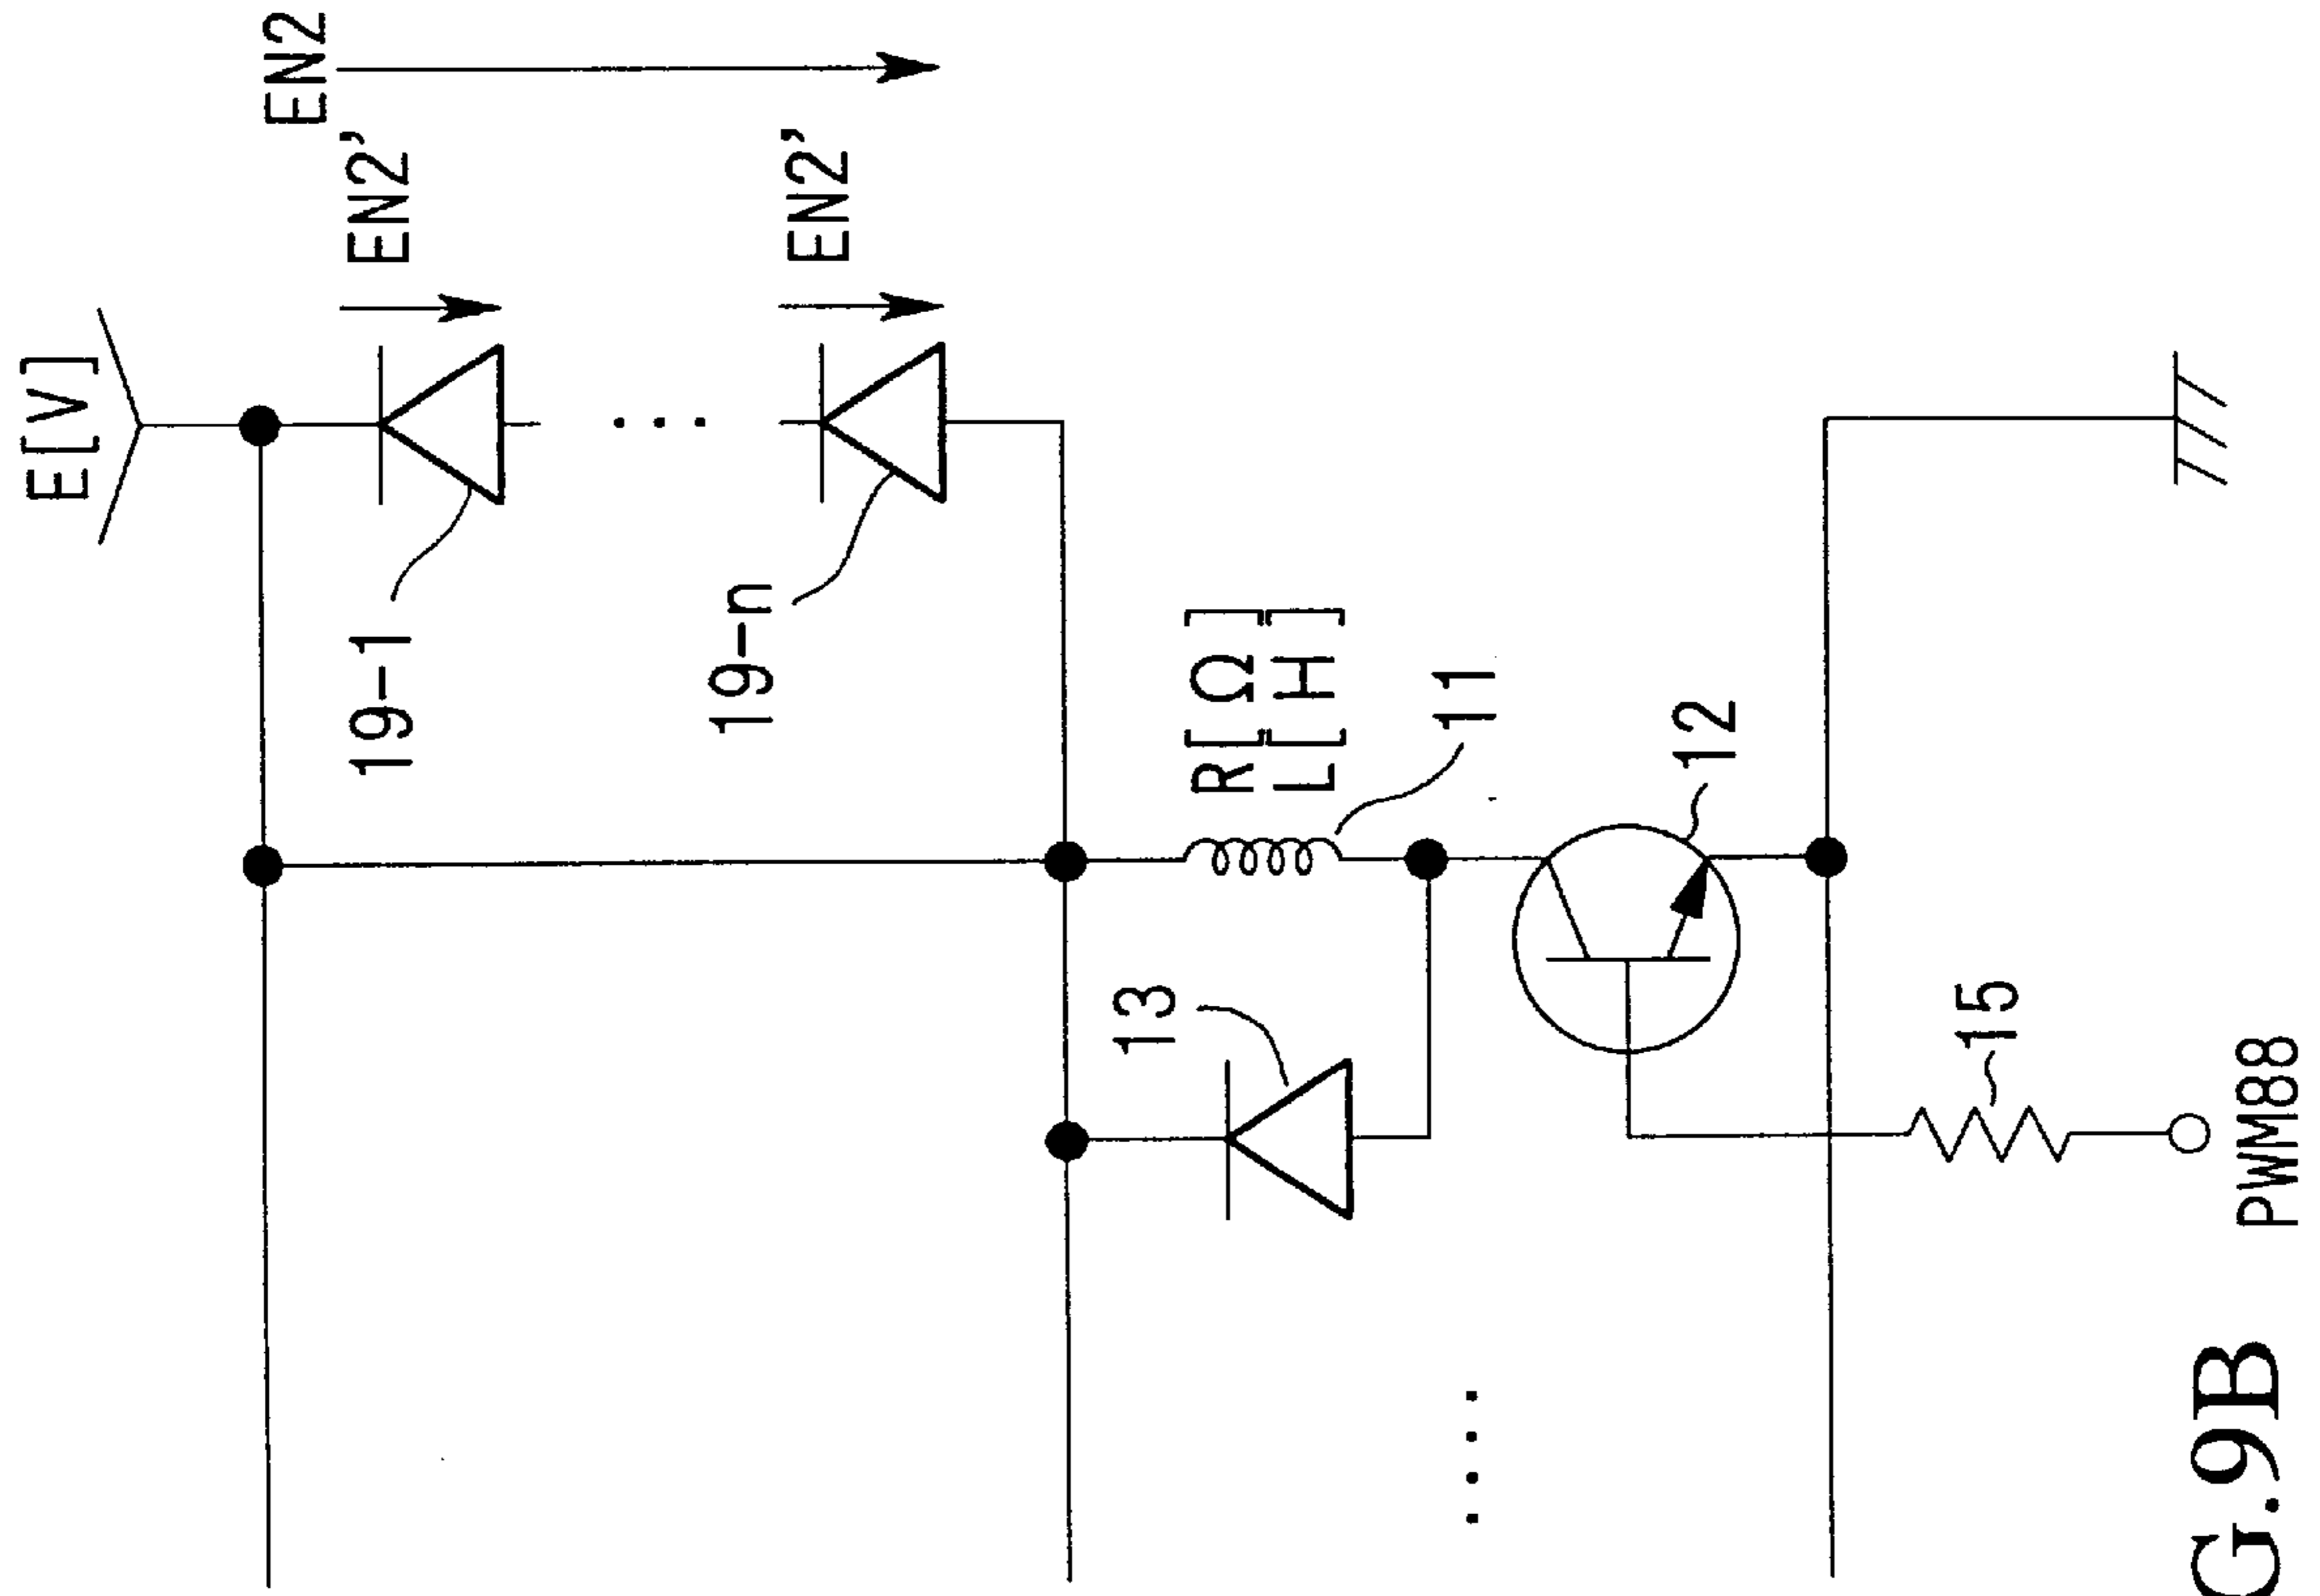 E[V]
EN2
EN2'
EN2'
19-1
19-n
R[Ω]
L[H]
11
12
13
15
PWM88
G.9B